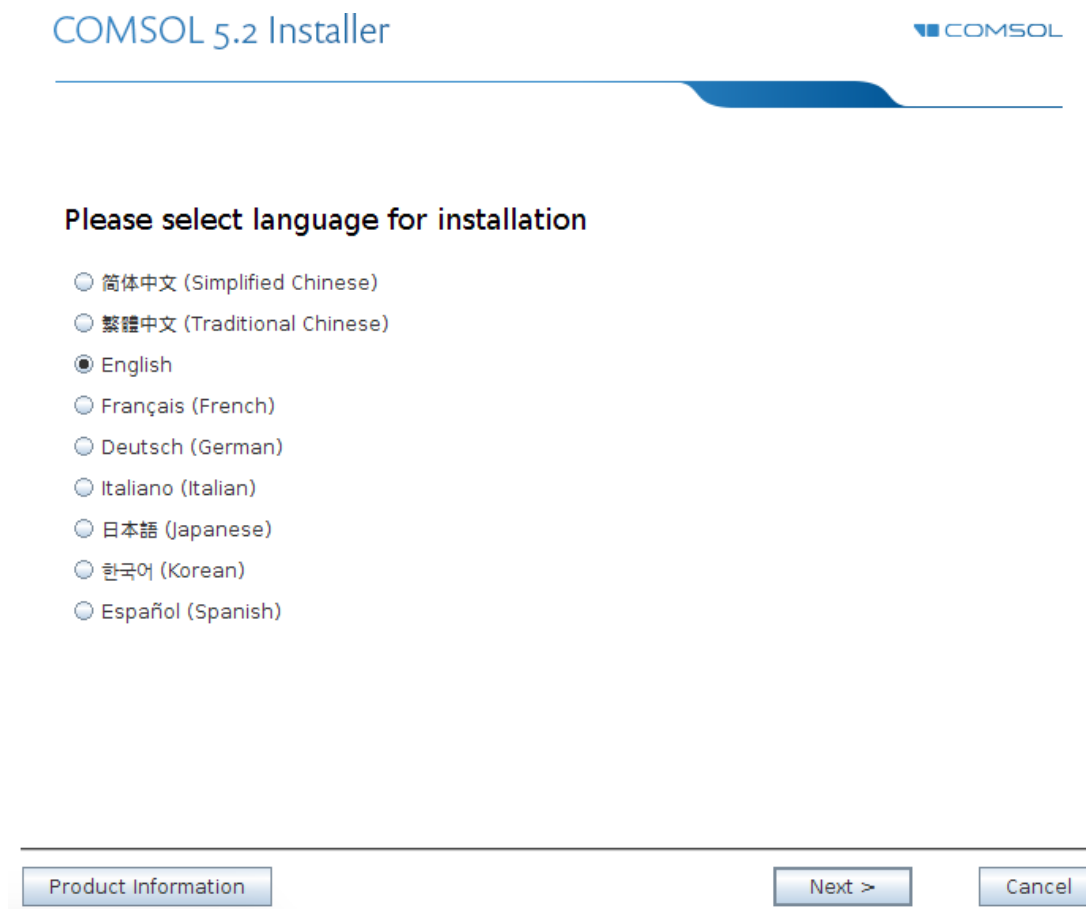 COMSOL 5.2 Installer
COMSOL
Please select language for installation
简体中文 (Simplified Chinese)
繁體中文 (Traditional Chinese)
English
Français (French)
Deutsch (German)
Italiano (Italian)
日本語 (Japanese)
한국어 (Korean)
Español (Spanish)
Product Information
Next >
Cancel